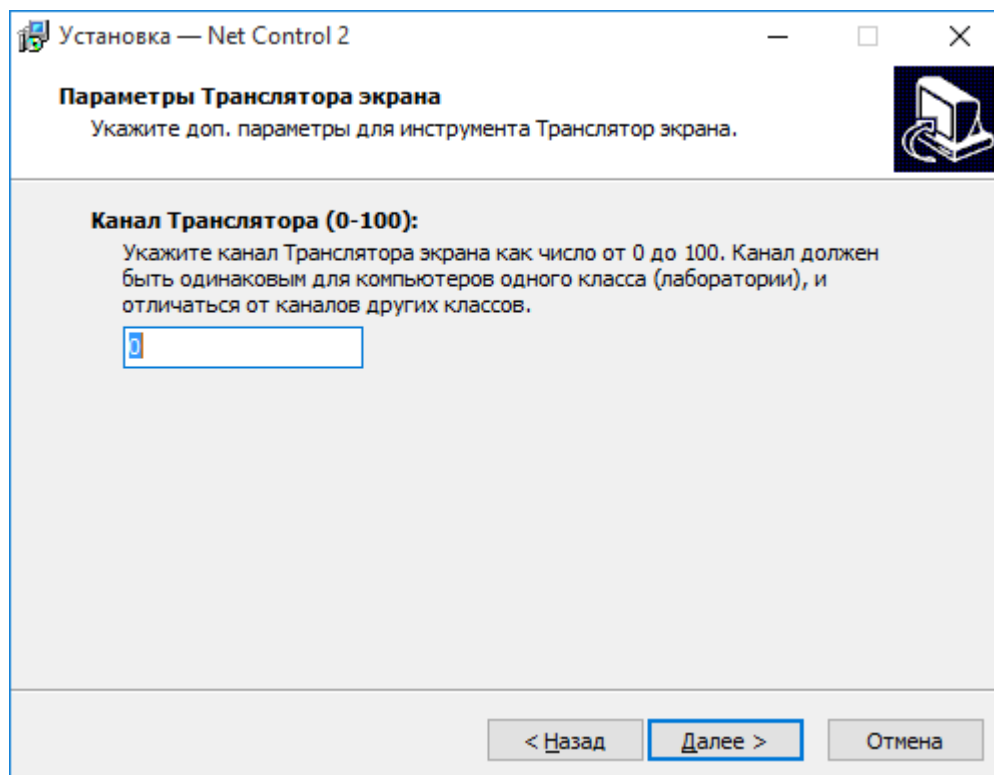 Установка — Net Control 2
Параметры Транслятора экрана
Укажите доп. параметры для инструмента Транслятор экрана.
Канал Транслятора (0-100):
Укажите канал Транслятора экрана как число от 0 до 100. Канал должен
быть одинаковым для компьютеров одного класса (лаборатории), и
отличаться от каналов других классов.
0
< Назад
Далее >
Отмена